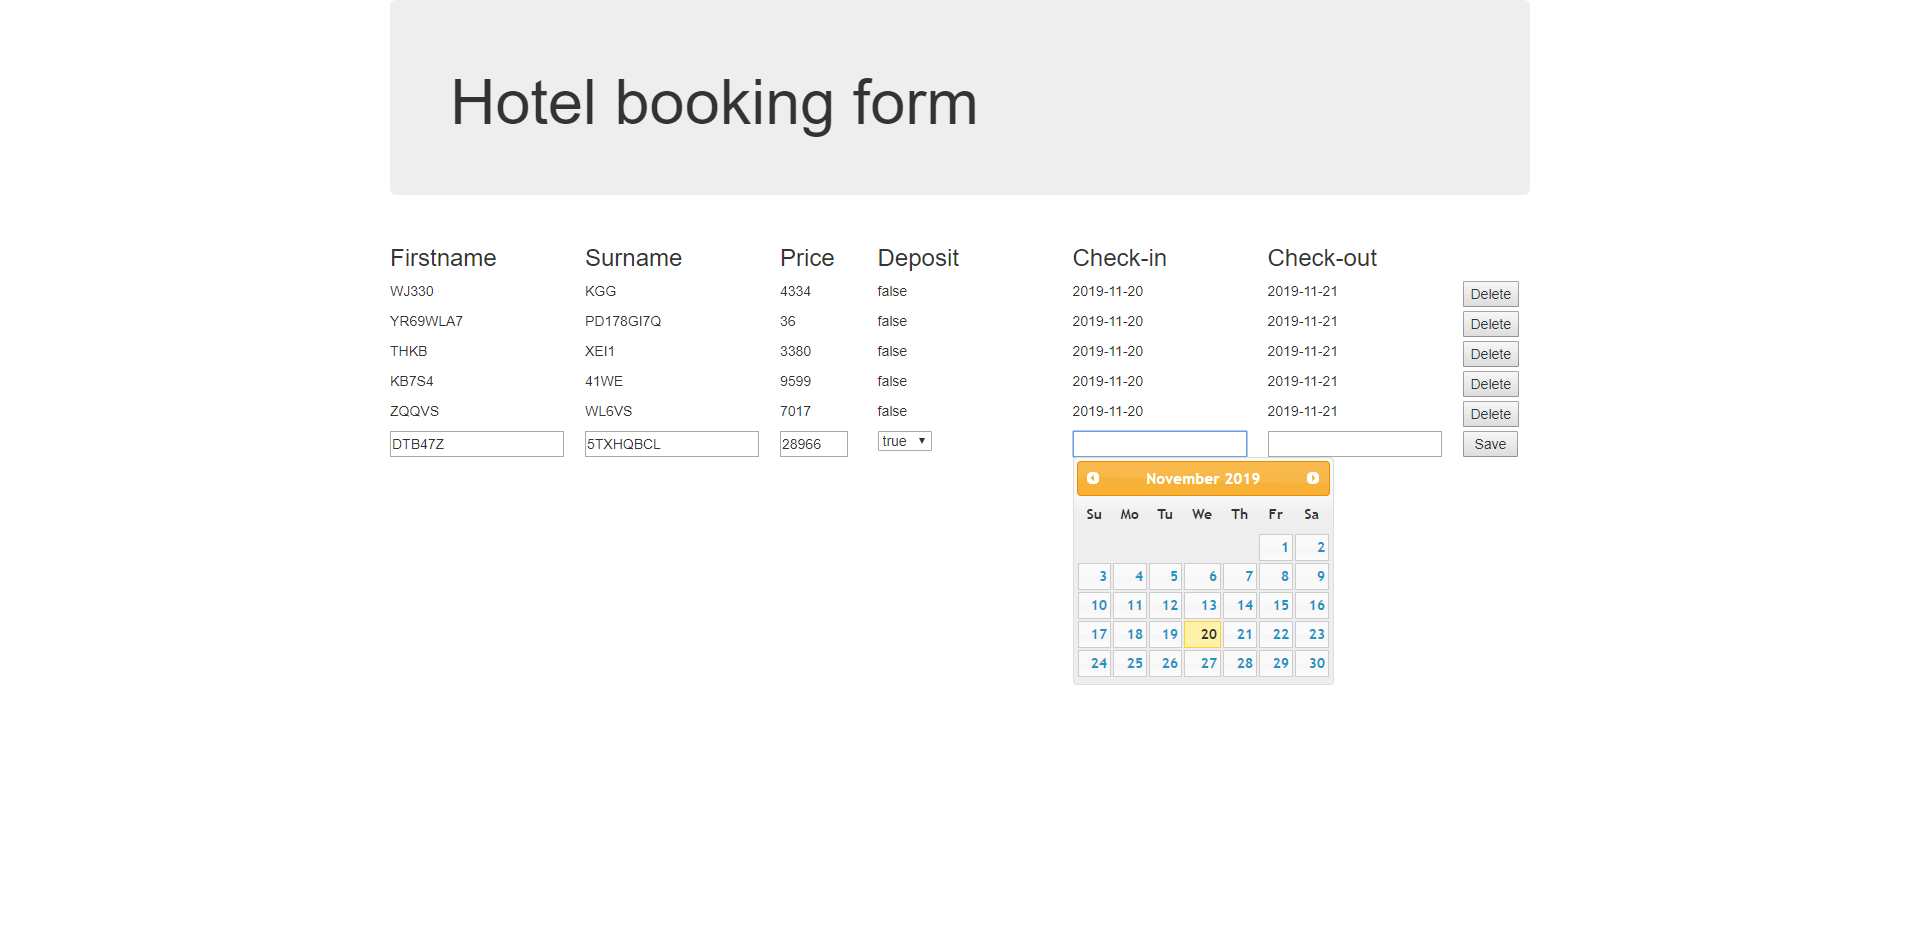 Hotel booking form
Firstname Surname Price Deposit Check-in Check-out
WJ330 KGG 4334 false 2019-11-20 2019-11-21 Delete
YR69WLA7 PD178GI7Q 36 false 2019-11-20 2019-11-21 Delete
THKB XEI1 3380 false 2019-11-20 2019-11-21 Delete
KB7S4 41WE 9599 false 2019-11-20 2019-11-21 Delete
ZQQVS WL6VS 7017 false 2019-11-20 2019-11-21 Delete
DTB47Z 5TXHQBCL 28966 true Save
November 2019
Su Mo Tu We Th Fr Sa
1 2
3 4 5 6 7 8 9
10 11 12 13 14 15 16
17 18 19 20 21 22 23
24 25 26 27 28 29 30